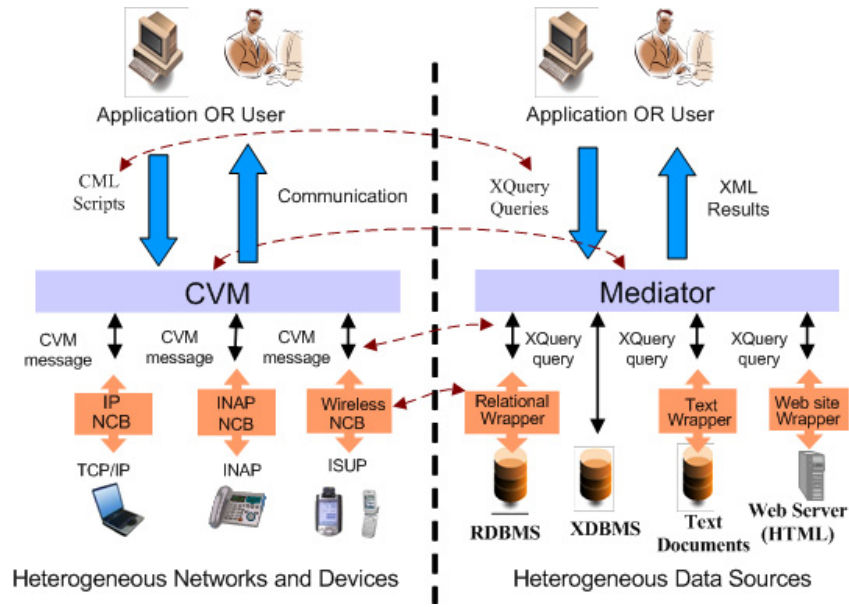 Application OR User
CML
Scripts
Communication
CVM
CVM
message
CVM
message
CVM
message
IP
NCB
INAP
NCB
Wireless
NCB
TCP/IP
INAP
ISUP
Heterogeneous Networks and Devices
Application OR User
XQuery
Queries
XML
Results
Mediator
XQuery
query
XQuery
query
XQuery
query
Relational
Wrapper
Text
Wrapper
Web site
Wrapper
RDBMS
XDBMS
Text
Documents
Web Server
(HTML)
Heterogeneous Data Sources